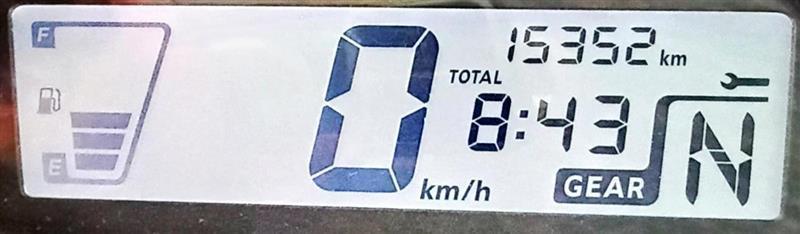 F
E
0 km/h
15352 km
TOTAL
8:43
GEAR N